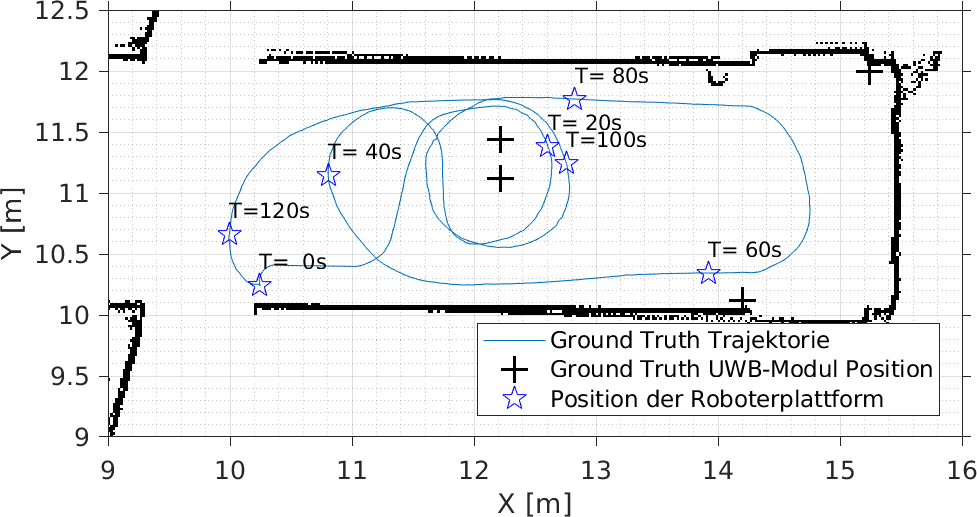 12.5
12
11.5
11
10.5
10
9.5
9
Y [m]
T= 80s
T= 20s
T=100s
T= 40s
T=120s
T= 60s
T=  0s
Ground Truth Trajektorie
Ground Truth UWB-Modul Position
Position der Roboterplattform
9 10 11 12 13 14 15 16
X [m]